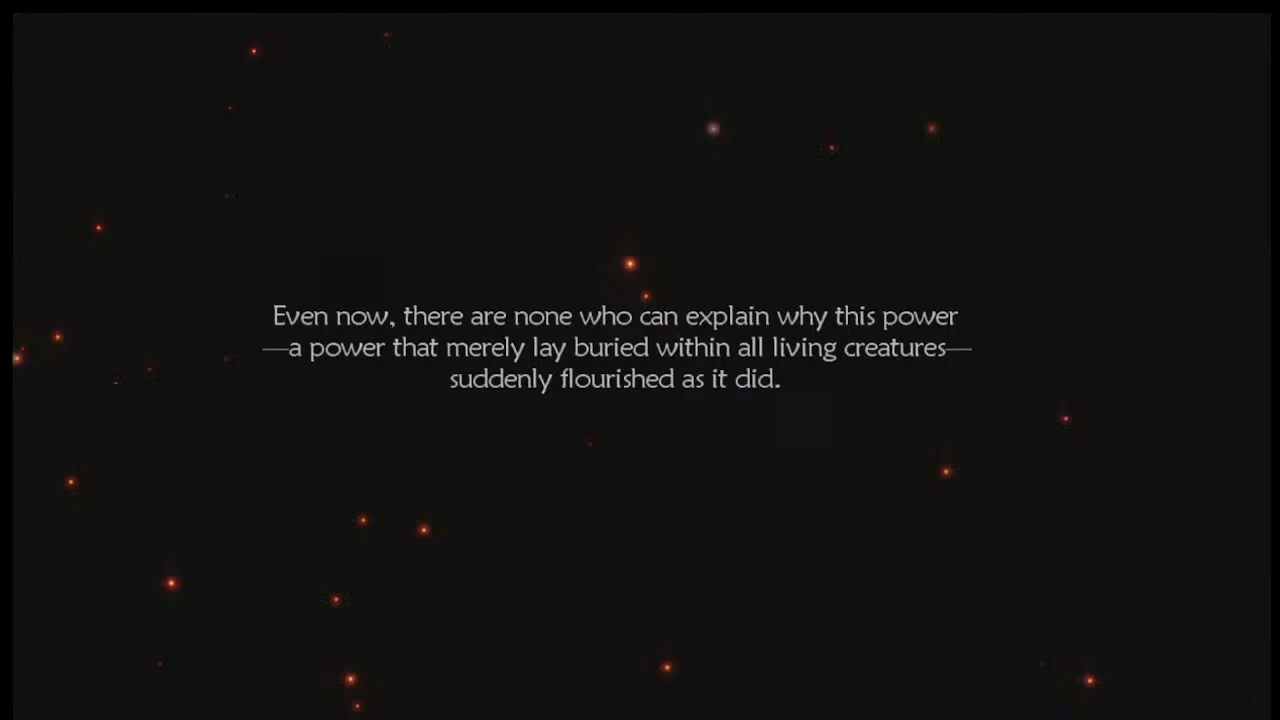 Even now, there are none who can explain why this power
—a power that merely lay buried within all living creatures—
suddenly flourished as it did.